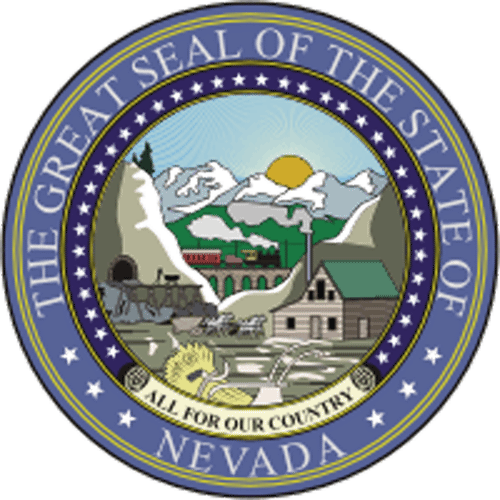 THE GREAT SEAL OF THE STATE OF
NEVADA
ALL FOR OUR COUNTRY